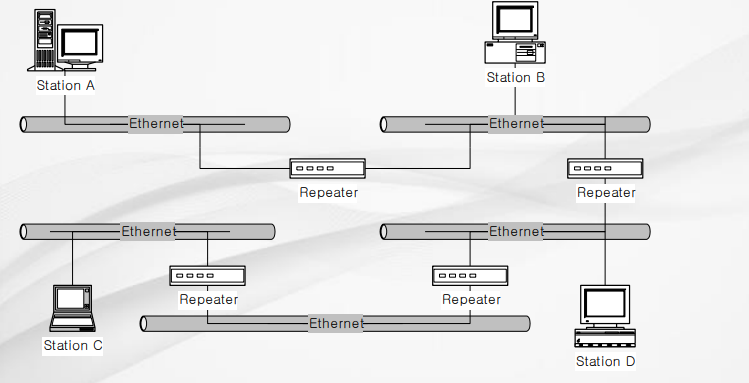 Station A
Station B
Ethernet
Ethernet
Repeater
Repeater
Ethernet
Ethernet
Repeater
Repeater
Ethernet
Station C
Station D